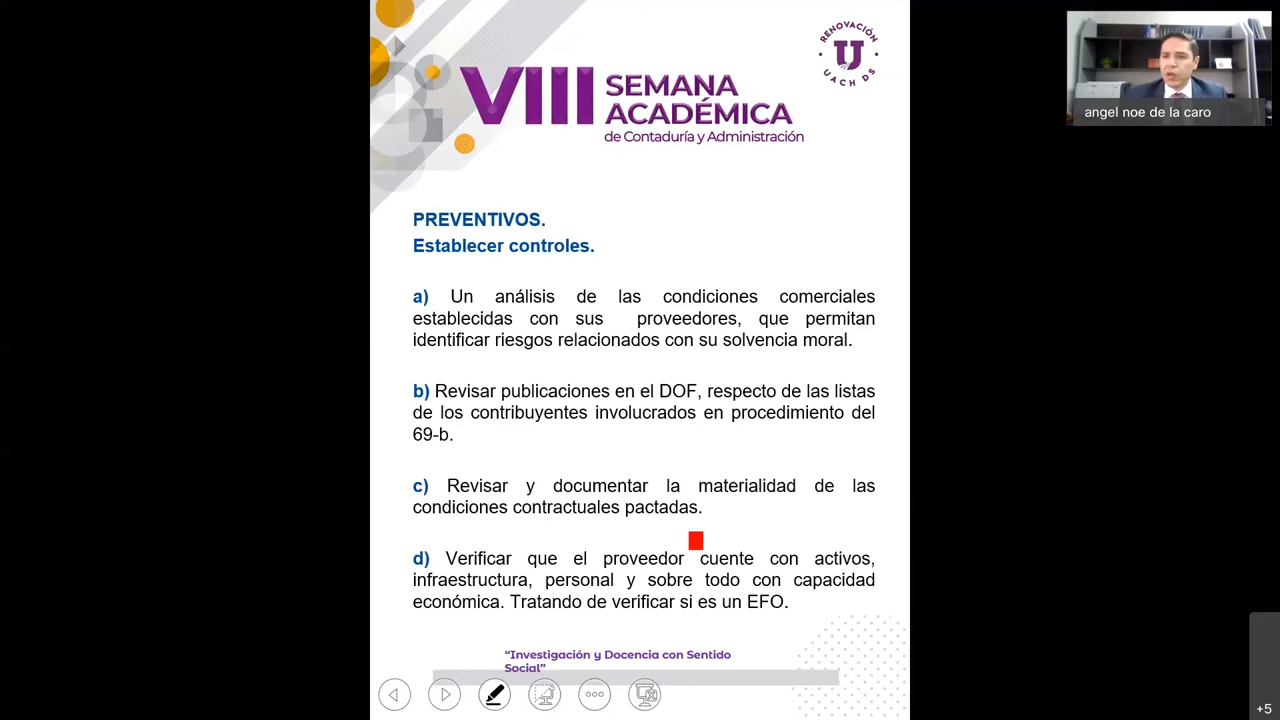 RENOVACIÓN
U
UACH DS
VIII SEMANA
ACADÉMICA
de Contaduría y Administración
angel noe de la caro
PREVENTIVOS.
Establecer controles.
a) Un análisis de las condiciones comerciales
establecidas con sus proveedores, que permitan
identificar riesgos relacionados con su solvencia moral.
b) Revisar publicaciones en el DOF, respecto de las listas
de los contribuyentes involucrados en procedimiento del
69-b.
c) Revisar y documentar la materialidad de las
condiciones contractuales pactadas.
d) Verificar que el proveedor cuente con activos,
infraestructura, personal y sobre todo con capacidad
económica. Tratando de verificar si es un EFO.
“Investigación y Docencia con Sentido
Social”
+5